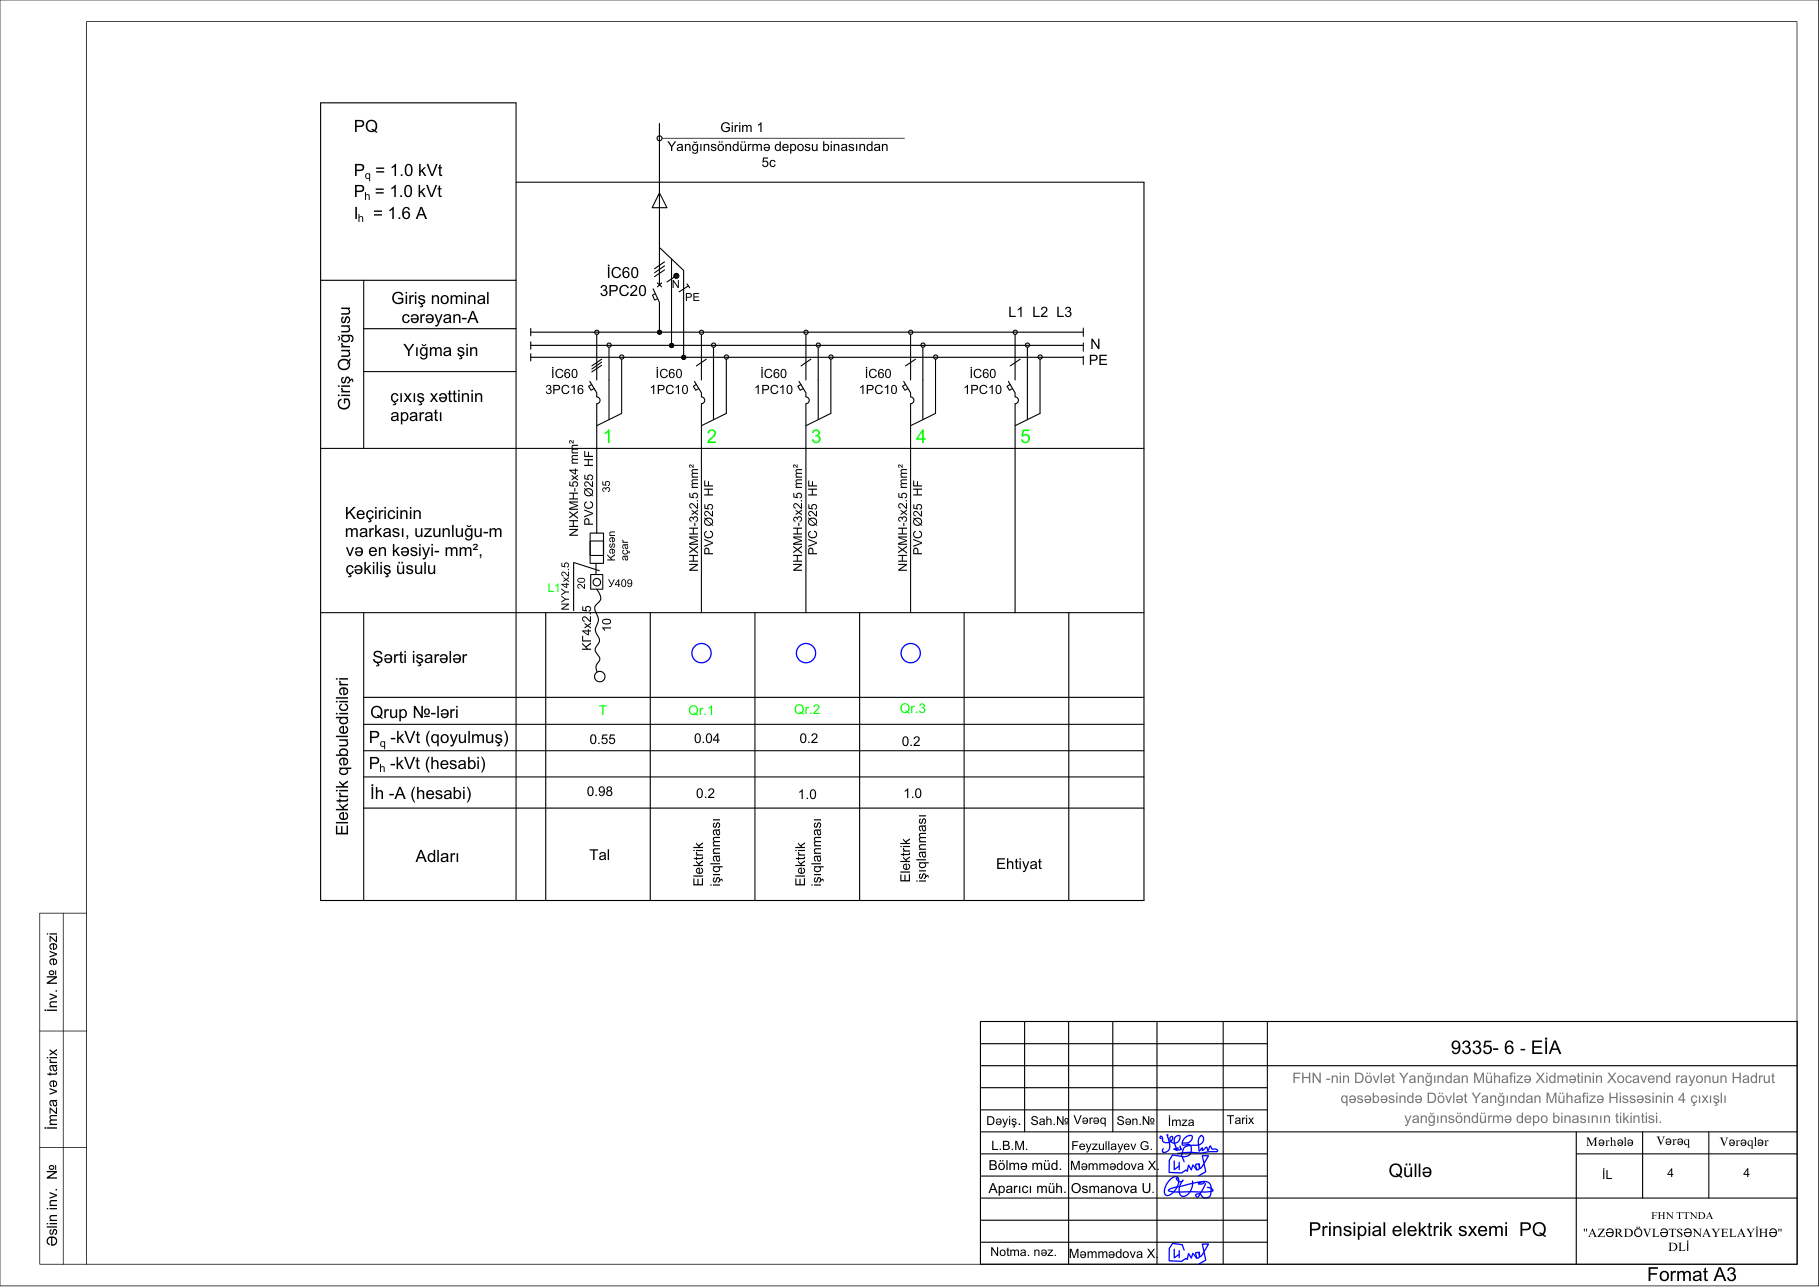 PQ
Pq = 1.0 kVt
Ph = 1.0 kVt
Ih = 1.6 A
Girim 1
Yanğınsöndürmə deposu binasından
5c
Giriş Qurğusu
Giriş nominal
cərəyan-A
Yığma şin
çıxış xəttinin
aparatı
İC60
3PC20
N
PE
L1 L2 L3
N
PE
İC60
3PC16
İC60
1PC10
İC60
1PC10
İC60
1PC10
İC60
1PC10
1
2
3
4
5
Keçiricinin
markası, uzunluğu-m
və en kəsiyi- mm²,
çəkiliş üsulu
NHXMH-5x4 mm²
PVC Ø25 HF
35
Kəsən
açar
L1
NYY4x2.5
20
У409
КГ4x2.5
10
NHXMH-3x2.5 mm²
PVC Ø25 HF
NHXMH-3x2.5 mm²
PVC Ø25 HF
NHXMH-3x2.5 mm²
PVC Ø25 HF
Elektrik qəbulediciləri
Şərti işarələr
Qrup №-ləri
T
Qr.1
Qr.2
Qr.3
Pq -kVt (qoyulmuş)
0.55
0.04
0.2
0.2
Ph -kVt (hesabi)
İh -A (hesabi)
0.98
0.2
1.0
1.0
Adları
Tal
Elektrik
işıqlanması
Elektrik
işıqlanması
Elektrik
işıqlanması
Ehtiyat
İnv. № əvəzi
İmza və tarix
Əslin inv. №
9335- 6 - EİA
FHN -nin Dövlət Yanğından Mühafizə Xidmətinin Xocavend rayonun Hadrut
qəsəbəsində Dövlət Yanğından Mühafizə Hissəsinin 4 çıxışlı
yanğınsöndürmə depo binasının tikintisi.
Dəyiş. Sah.№ Vərəq Sən.№ İmza Tarix
L.B.M. Feyzullayev G.
Bölmə müd. Məmmədova X.
Aparıcı müh. Osmanova U.
Notma. nəz. Məmmədova X.
Qüllə
Mərhələ Vərəq Vərəqlər
İL 4 4
Prinsipial elektrik sxemi PQ
FHN TTNDA
"AZƏRDÖVLƏTSƏNAYELAYİHƏ"
DLİ
Format A3